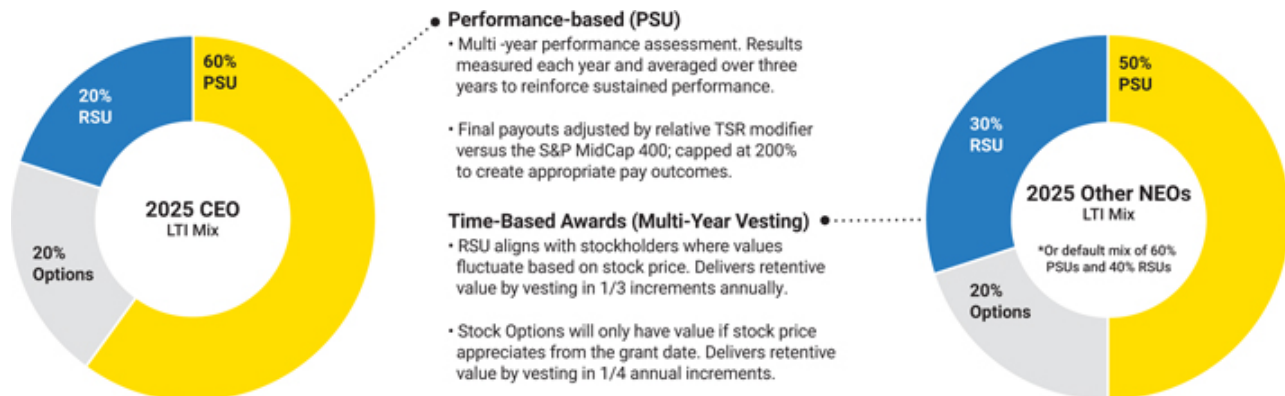 60%
PSU
20%
RSU
20%
Options
2025 CEO
LTI Mix
Performance-based (PSU)
• Multi -year performance assessment. Results
measured each year and averaged over three
years to reinforce sustained performance.
• Final payouts adjusted by relative TSR modifier
versus the S&P MidCap 400; capped at 200%
to create appropriate pay outcomes.
Time-Based Awards (Multi-Year Vesting)
• RSU aligns with stockholders where values
fluctuate based on stock price. Delivers retentive
value by vesting in 1/3 increments annually.
• Stock Options will only have value if stock price
appreciates from the grant date. Delivers retentive
value by vesting in 1/4 annual increments.
50%
PSU
30%
RSU
20%
Options
2025 Other NEOs
LTI Mix
*Or default mix of 60%
PSUs and 40% RSUs